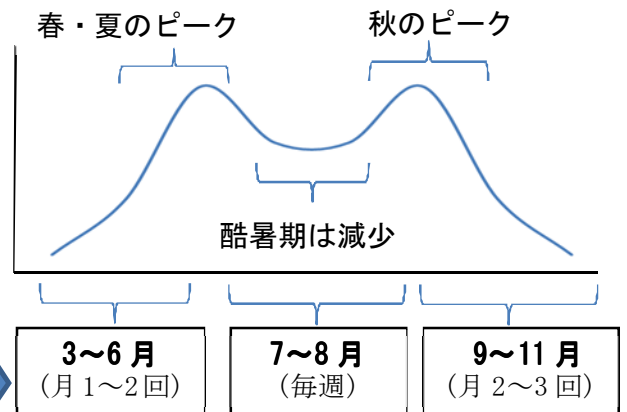 春・夏のピーク
秋のピーク
酷暑期は減少
3～6 月
(月 1～2 回)
7～8 月
(毎週)
9～11 月
(月 2～3 回)